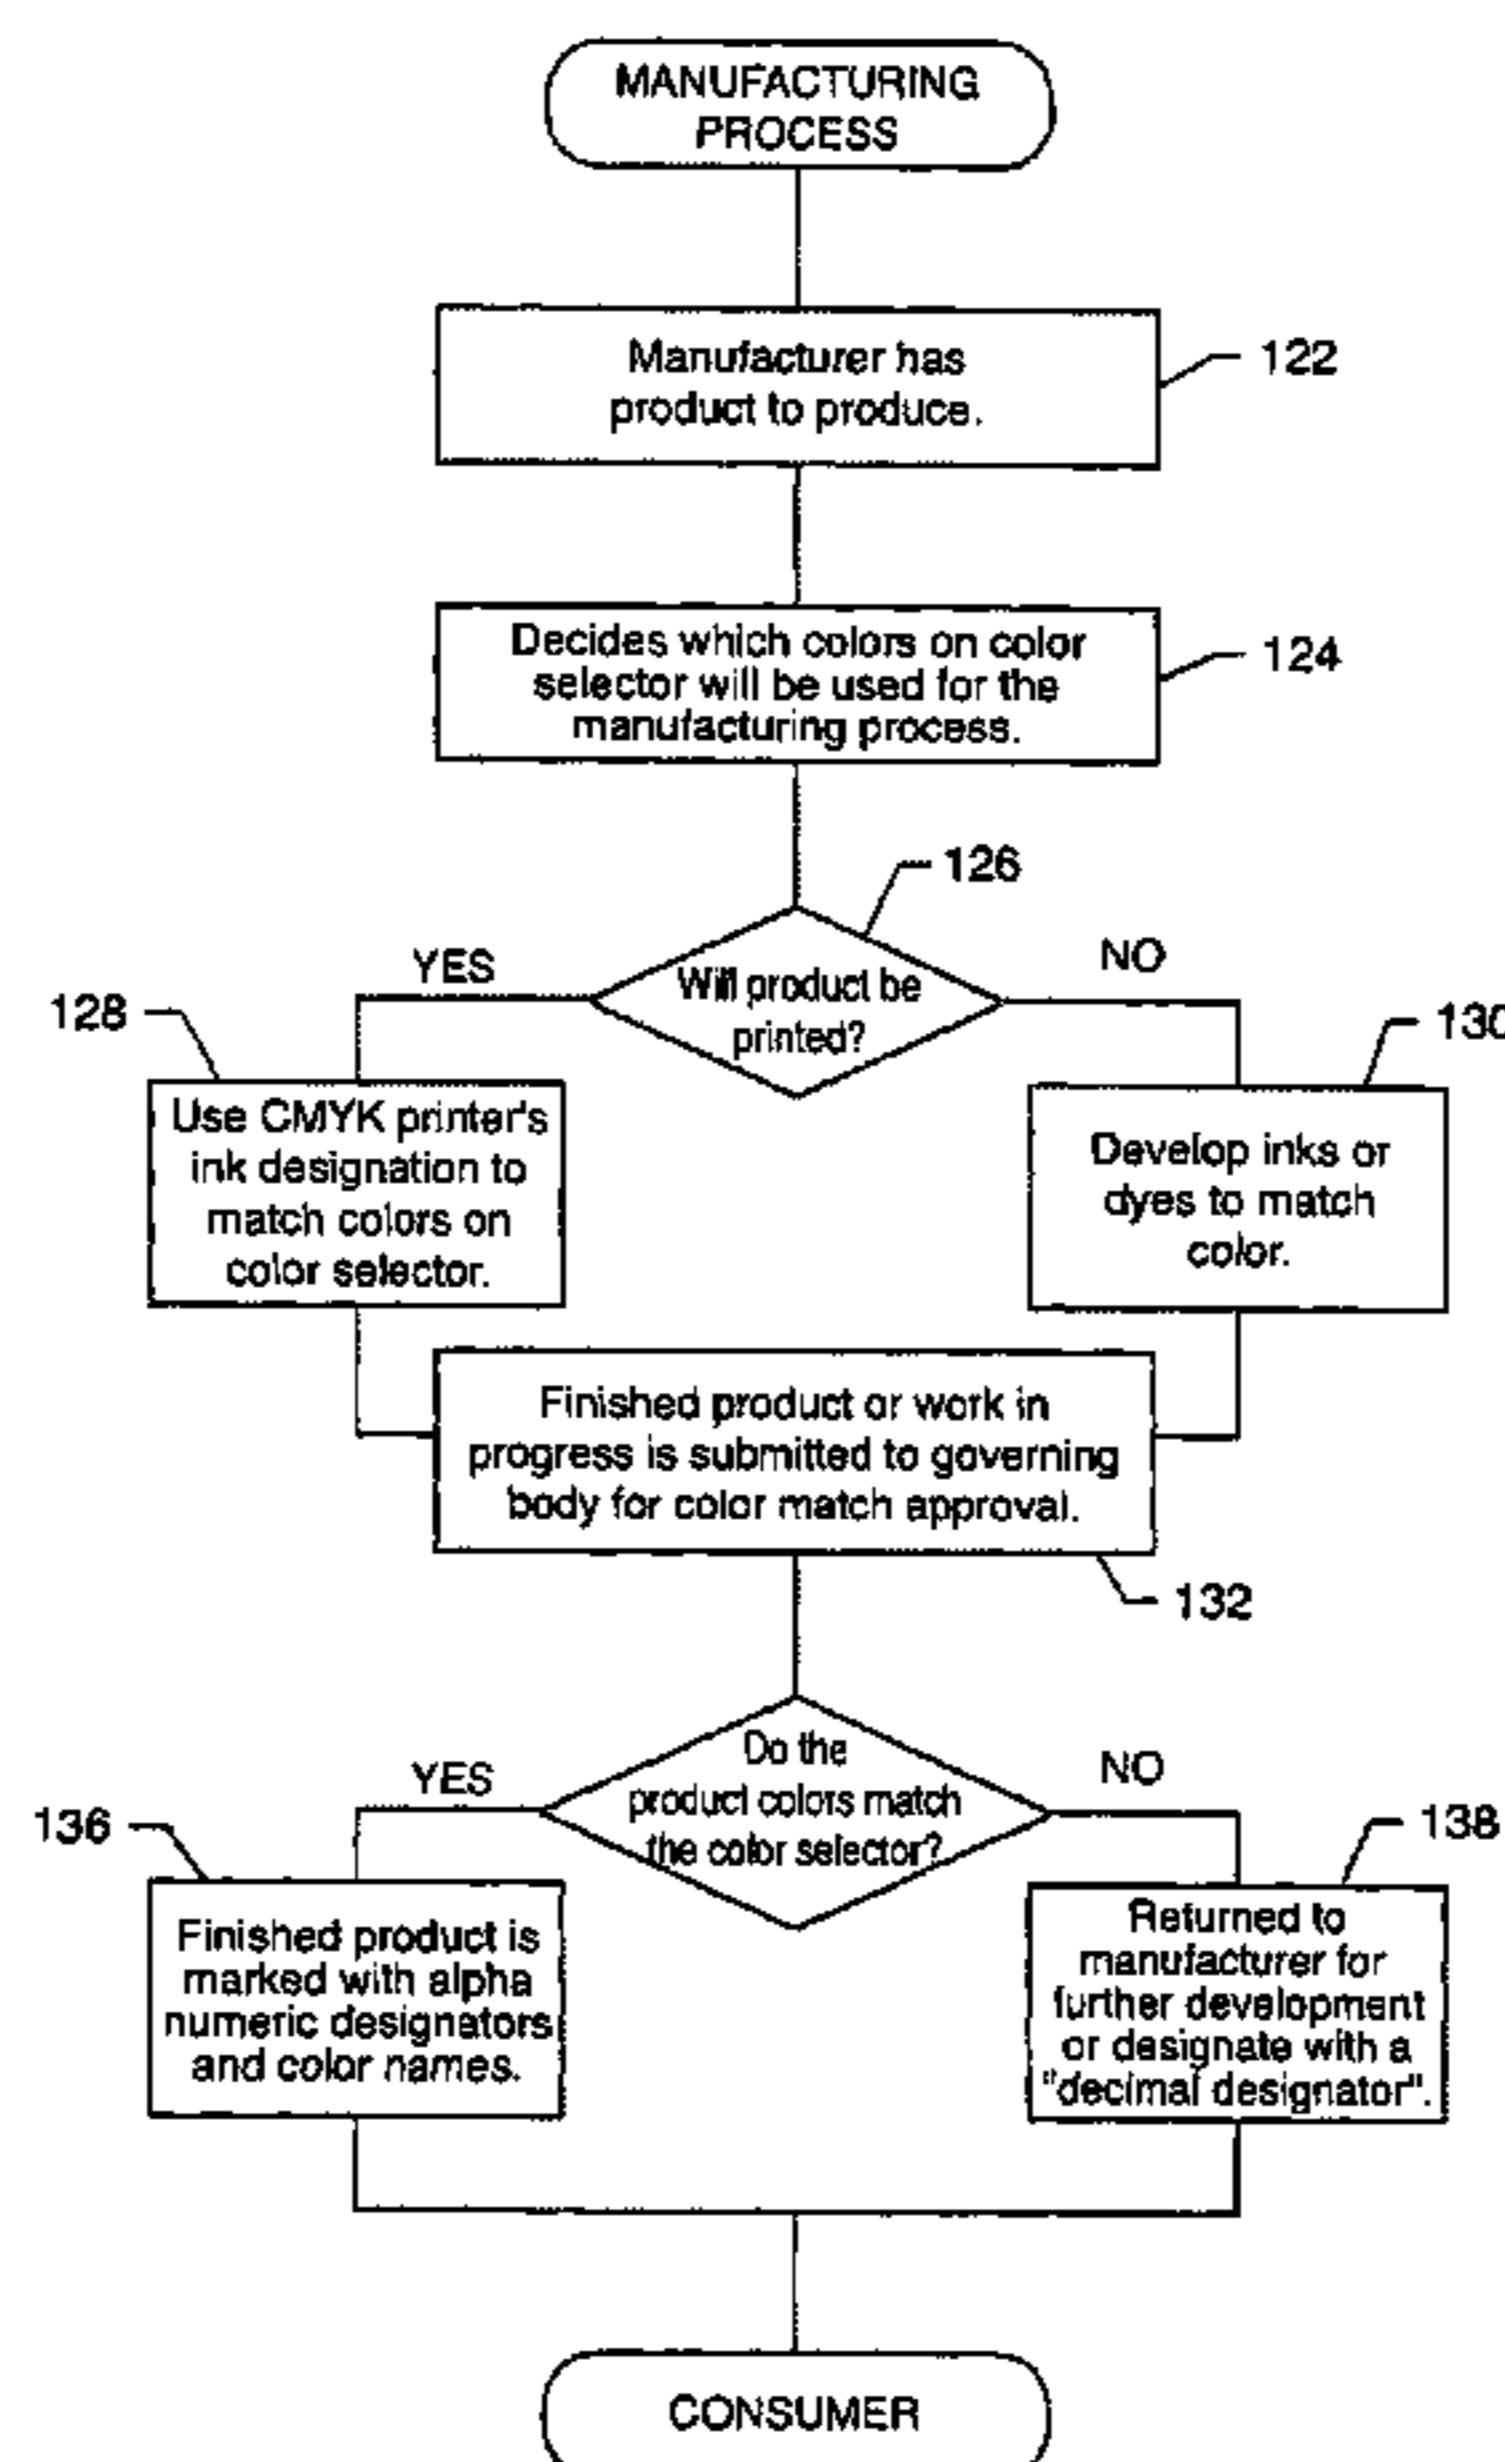 MANUFACTURING
PROCESS
Manufacturer has
product to produce.
122
Decides which colors on color
selector will be used for the
manufacturing process.
124
126
YES
NO
Will product be
printed?
128
130
Use CMYK printer's
ink designation to
match colors on
color selector.
Develop inks or
dyes to match
color.
Finished product or work in
progress is submitted to governing
body for color match approval.
132
Do the
product colors match
the color selector?
YES
NO
136
138
Finished product is
marked with alpha
numeric designators
and color names.
Returned to
manufacturer for
further development
or designate with a
"decimal designator".
CONSUMER